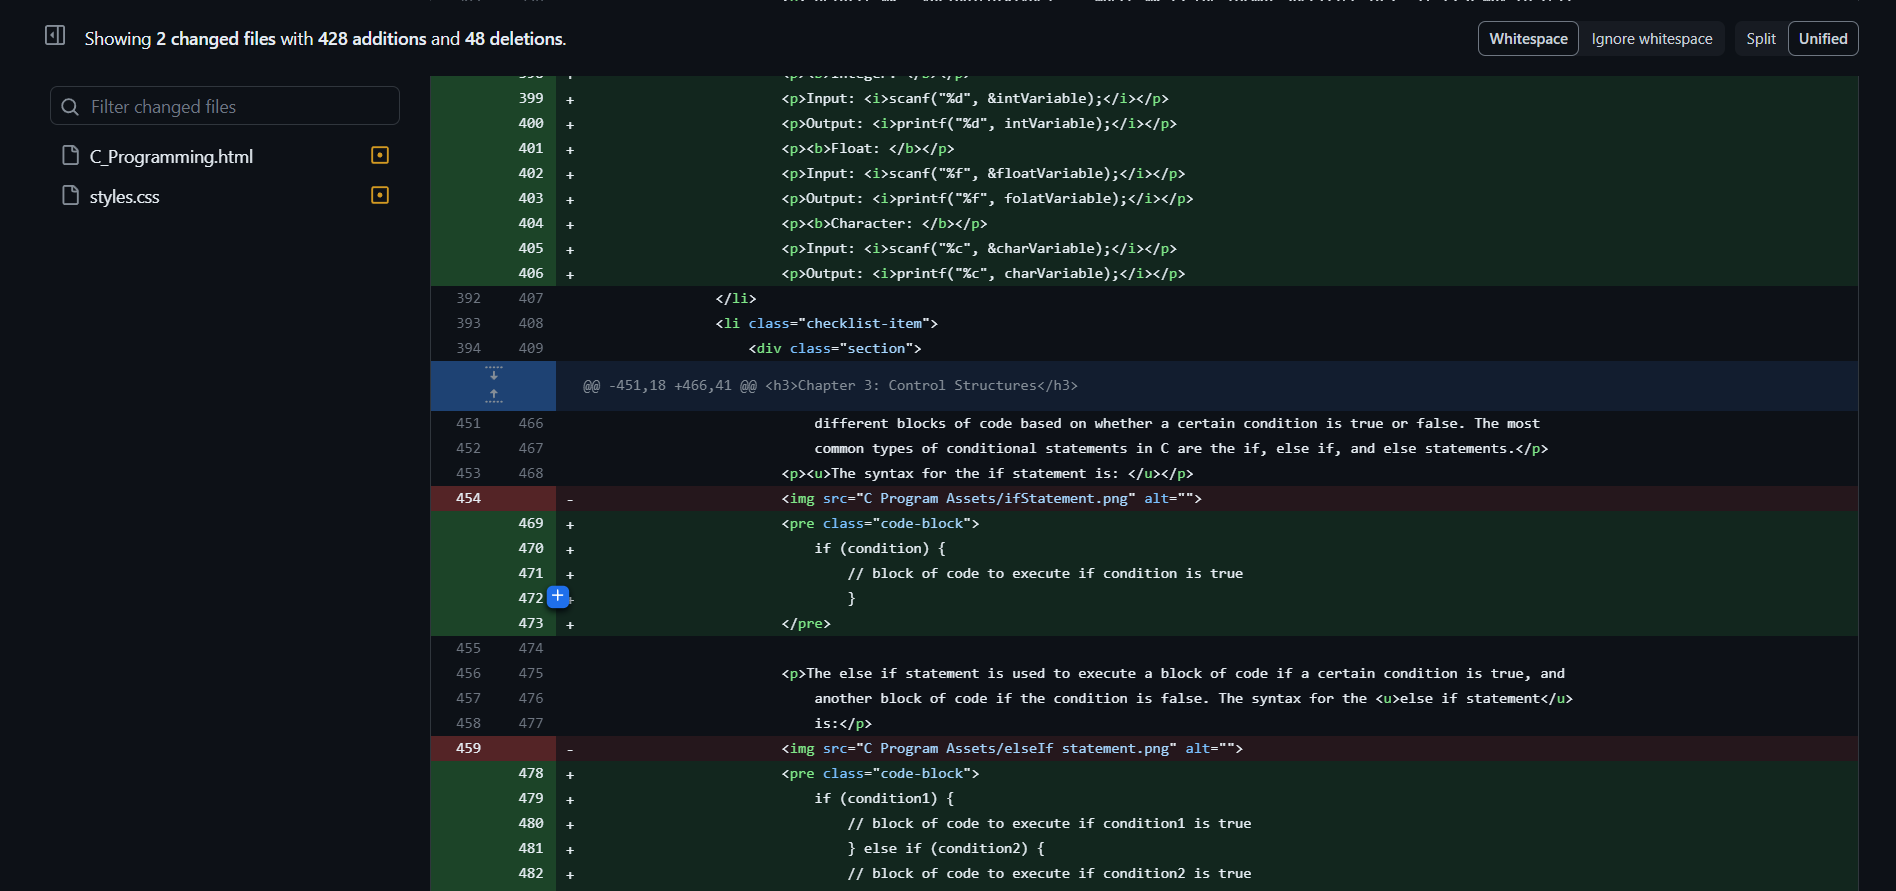 Showing 2 changed files with 428 additions and 48 deletions.
Whitespace Ignore whitespace Split Unified
Filter changed files
C_Programming.html
styles.css
398 + <p><b>Integer: </b></p>
399 + <p>Input: <i>scanf("%d", &intVariable);</i></p>
400 + <p>Output: <i>printf("%d", intVariable);</i></p>
401 + <p><b>Float: </b></p>
402 + <p>Input: <i>scanf("%f", &floatVariable);</i></p>
403 + <p>Output: <i>printf("%f", folatVariable);</i></p>
404 + <p><b>Character: </b></p>
405 + <p>Input: <i>scanf("%c", &charVariable);</i></p>
406 + <p>Output: <i>printf("%c", charVariable);</i></p>
392 407 </li>
393 408 <li class="checklist-item">
394 409 <div class="section">
@@ -451,18 +466,41 @@ <h3>Chapter 3: Control Structures</h3>
451 466 different blocks of code based on whether a certain condition is true or false. The most
452 467 common types of conditional statements in C are the if, else if, and else statements.</p>
453 468 <p><u>The syntax for the if statement is: </u></p>
454 - <img src="C Program Assets/ifStatement.png" alt="">
469 + <pre class="code-block">
470 + if (condition) {
471 + // block of code to execute if condition is true
472 + }
473 + </pre>
455 474
456 475 <p>The else if statement is used to execute a block of code if a certain condition is true, and
457 476 another block of code if the condition is false. The syntax for the <u>else if statement</u>
458 477 is:</p>
459 - <img src="C Program Assets/elseIf statement.png" alt="">
478 + <pre class="code-block">
479 + if (condition1) {
480 + // block of code to execute if condition1 is true
481 + } else if (condition2) {
482 + // block of code to execute if condition2 is true